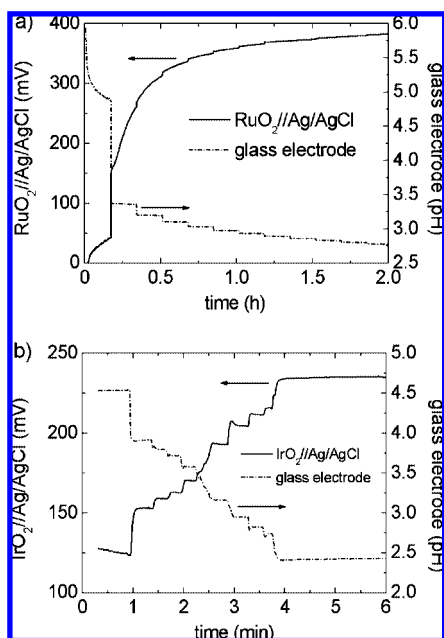 a)
400
300
200
100
0
RuO2//Ag/AgCl (mV)
6.0
5.5
5.0
4.5
4.0
3.5
3.0
2.5
glass electrode (pH)
RuO2//Ag/AgCl
glass electrode
0.0 0.5 1.0 1.5 2.0
time (h)
b)
250
225
200
175
150
125
100
IrO2//Ag/AgCl (mV)
5.0
4.5
4.0
3.5
3.0
2.5
2.0
glass electrode (pH)
IrO2//Ag/AgCl
glass electrode
0 1 2 3 4 5 6
time (min)